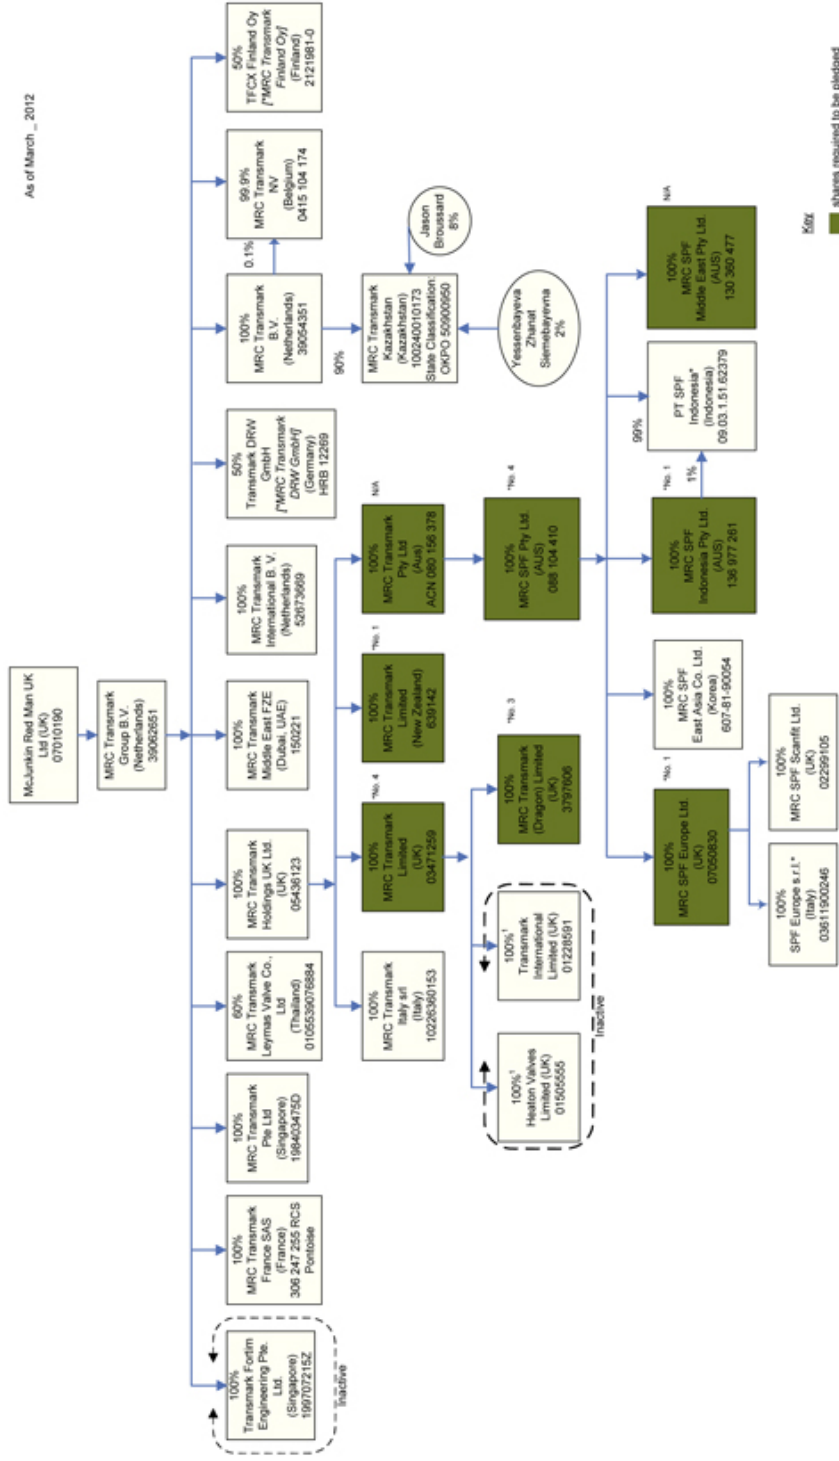 As of March _ 2012
McJunkin Red Man UK
Ltd (UK)
07010190
MRC Transmark
Group B.V.
(Netherlands)
39062651
100%
Transmark Fortim
Engineering Pte.
Ltd.
(Singapore)
199707215Z
Inactive
100%
MRC Transmark
France SAS
(France)
306 247 255 RCS
Pontoise
100%
MRC Transmark
Pte Ltd
(Singapore)
198403475D
60%
MRC Transmark
Leymas Valve Co.,
Ltd
(Thailand)
0105539076884
100%
MRC Transmark
Holdings UK Ltd.
(UK)
05436123
100%
MRC Transmark
Middle East FZE
(Dubai, UAE)
150221
100%
MRC Transmark
International B. V.
(Netherlands)
52673669
50%
Transmark DRW
GmbH
["MRC Transmark
DRW GmbH]
(Germany)
HRB 12269
100%
MRC Transmark
B.V.
(Netherlands)
39054351
0.1%
99.9%
MRC Transmark
NV
(Belgium)
0415 104 174
50%
TFCX Finland Oy
["MRC Transmark
Finland Oy]
(Finland)
2121981-0
90%
100%
MRC Transmark
Italy srl
(Italy)
10226360153
*No. 4
100%
MRC Transmark
Limited
(UK)
03471259
*No. 1
100%
MRC Transmark
Limited
(New Zealand)
639142
N/A
100%
MRC Transmark
Pty Ltd
(Aus)
ACN 080 156 378
MRC Transmark
Kazakhstan
(Kazakhstan)
100240010173
State Classification:
OKPO 50900950
Jason
Broussard
8%
Yessenbayeva
Zhanat
Siemebayevna
2%
100%¹
Heaton Valves
Limited (UK)
01505555
100%¹
Transmark
International
Limited (UK)
01228591
Inactive
*No. 3
100%
MRC Transmark
(Dragon) Limited
(UK)
3797606
*No. 4
100%
MRC SPF Pty Ltd.
(AUS)
088 104 410
*No. 1
100%
MRC SPF Europe Ltd.
(UK)
07050830
100%
MRC SPF
East Asia Co. Ltd.
(Korea)
607-81-90054
*No. 1
100%
MRC SPF
Indonesia Pty Ltd.
(AUS)
136 977 261
1%
99%
PT SPF
Indonesia*
(Indonesia)
09.03.1.51.62379
N/A
100%
MRC SPF
Middle East Pty Ltd.
(AUS)
130 360 477
100%
SPF Europe s.r.l.*
(Italy)
03611900246
100%
MRC SPF Scanfit Ltd.
(UK)
02299105
Key
shares required to be pledged